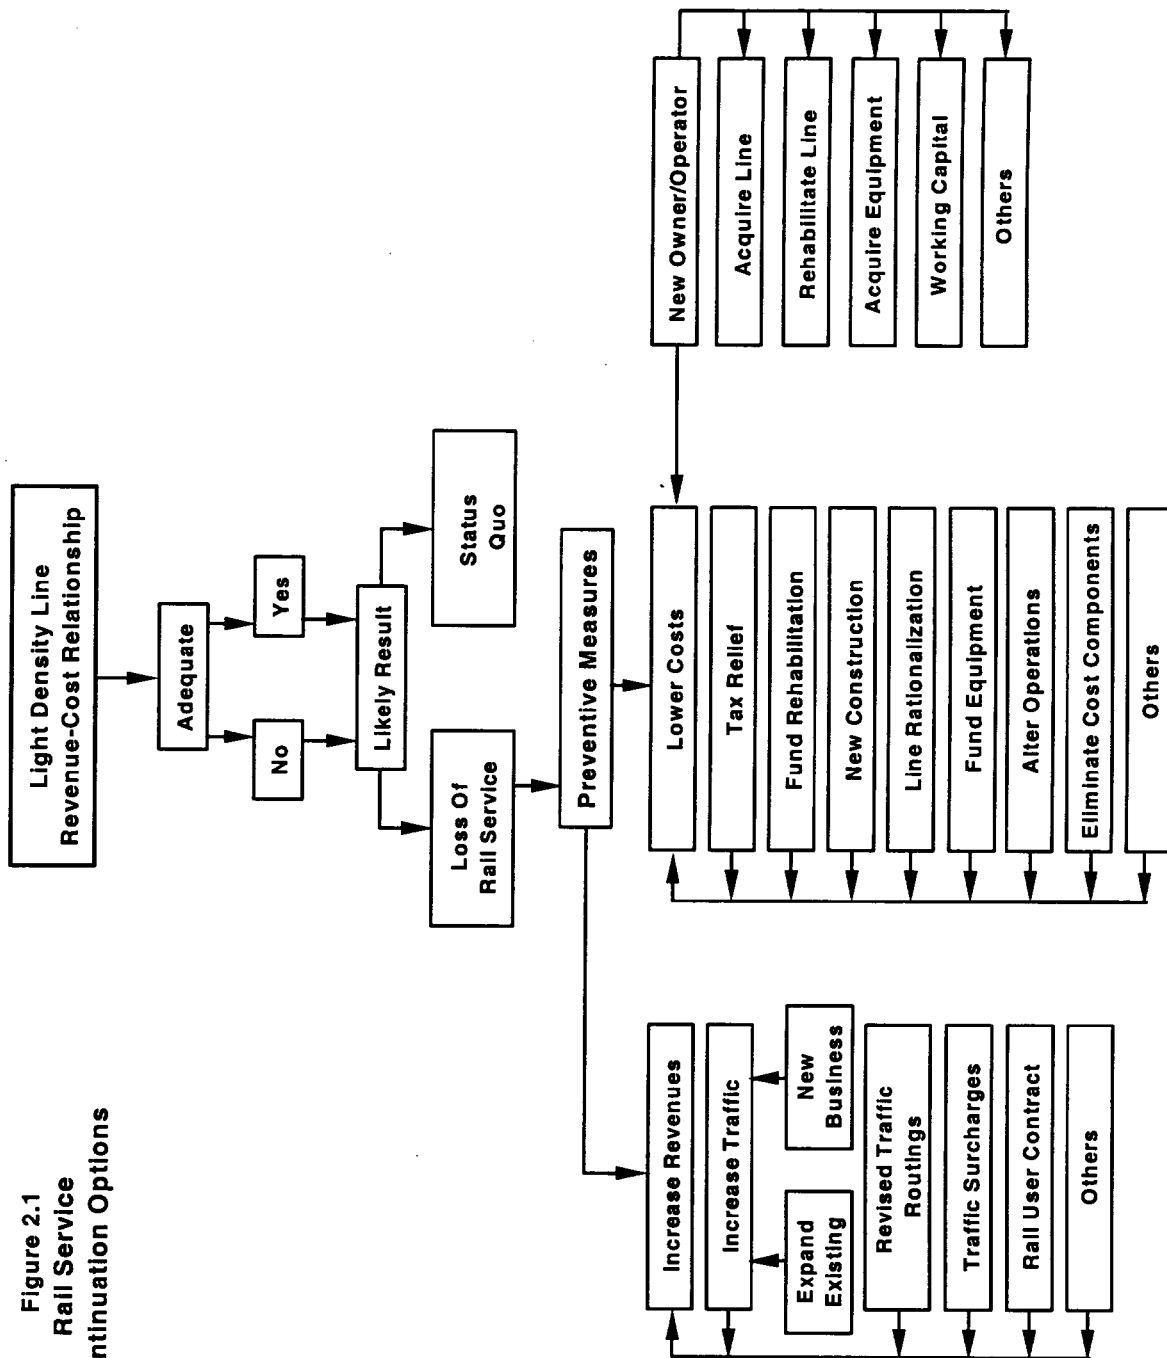 Figure 2.1
Rail Service
ntinuation Options
Light Density Line
Revenue-Cost Relationship
Adequate
No
Yes
Likely Result
Loss Of
Rail Service
Status
Quo
Preventive Measures
Increase Revenues
Increase Traffic
Expand
Existing
New
Business
Revised Traffic
Routings
Traffic Surcharges
Rail User Contract
Others
Lower Costs
Tax Relief
Fund Rehabilitation
New Construction
Line Rationalization
Fund Equipment
Alter Operations
Eliminate Cost Components
Others
New Owner/Operator
Acquire Line
Rehabilitate Line
Acquire Equipment
Working Capital
Others